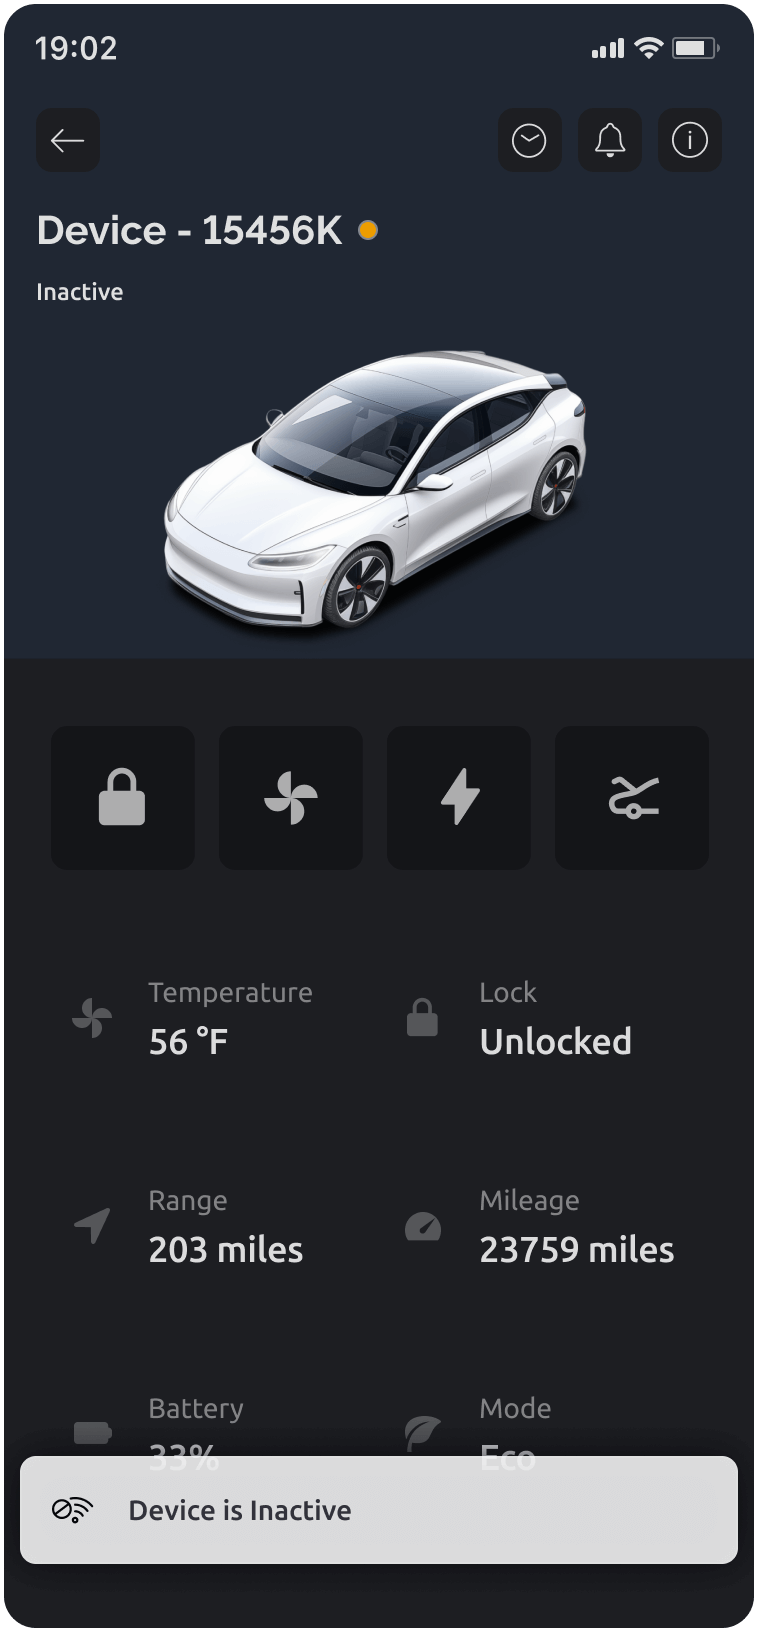 19:02
Device - 15456K
Inactive
Temperature
56 °F
Lock
Unlocked
Range
203 miles
Mileage
23759 miles
Battery
33%
Mode
Eco
Device is Inactive